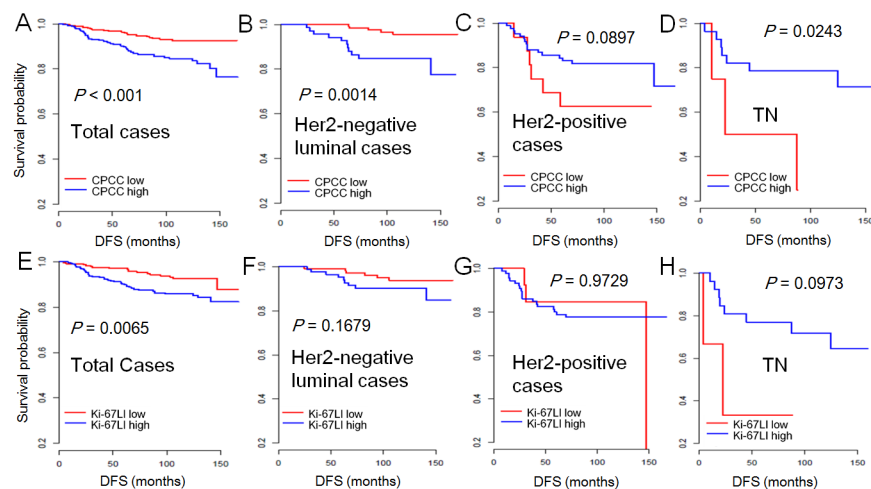 A
B
C
D
Survival probability
1.0
0.8
0.6
0.4
0.2
P < 0.001
Total cases
CPCC low
CPCC high
0 50 100 150
DFS (months)
1.0
0.8
0.6
0.4
0.2
P = 0.0014
Her2-negative
luminal cases
CPCC low
CPCC high
0 50 100 150
DFS (months)
1.0
0.8
0.6
0.4
0.2
P = 0.0897
Her2-positive
cases
CPCC low
CPCC high
0 50 100 150
DFS (months)
1.0
0.8
0.6
0.4
0.2
P = 0.0243
TN
CPCC low
CPCC high
0 50 100 150
DFS (months)
E
F
G
H
Survival probability
1.0
0.8
0.6
0.4
0.2
P = 0.0065
Total Cases
Ki-67LI low
Ki-67LI high
0 50 100 150
DFS (months)
1.0
0.8
0.6
0.4
0.2
P = 0.1679
Her2-negative
luminal cases
Ki-67LI low
Ki-67LI high
0 50 100 150
DFS (months)
1.0
0.8
0.6
0.4
0.2
P = 0.9729
Her2-positive
cases
Ki-67LI low
Ki-67LI high
0 50 100 150
DFS (months)
1.0
0.8
0.6
0.4
0.2
P = 0.0973
TN
Ki-67LI low
Ki-67LI high
0 50 100 150
DFS (months)